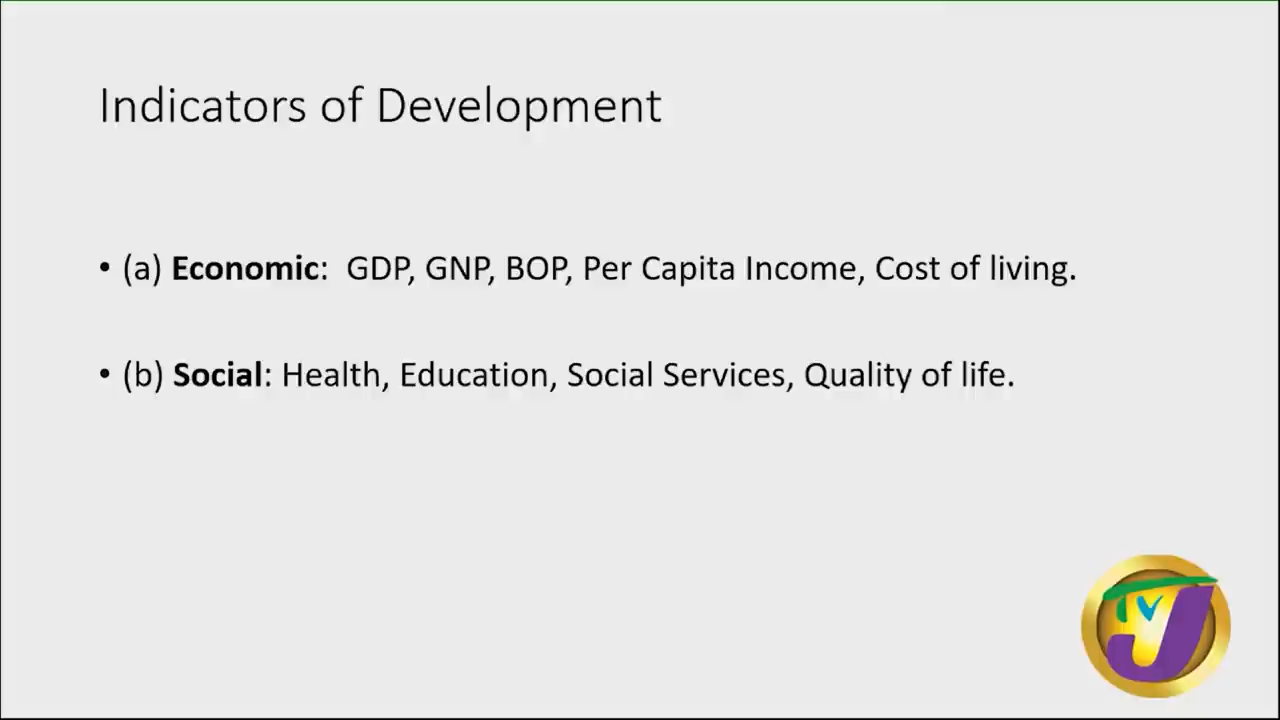 Indicators of Development
• (a) Economic: GDP, GNP, BOP, Per Capita Income, Cost of living.
• (b) Social: Health, Education, Social Services, Quality of life.
TVJ